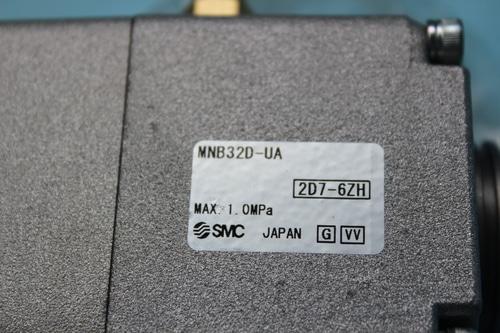 MNB32D-UA
2D7-6ZH
MAX. 1.0MPa
SMC JAPAN G VV